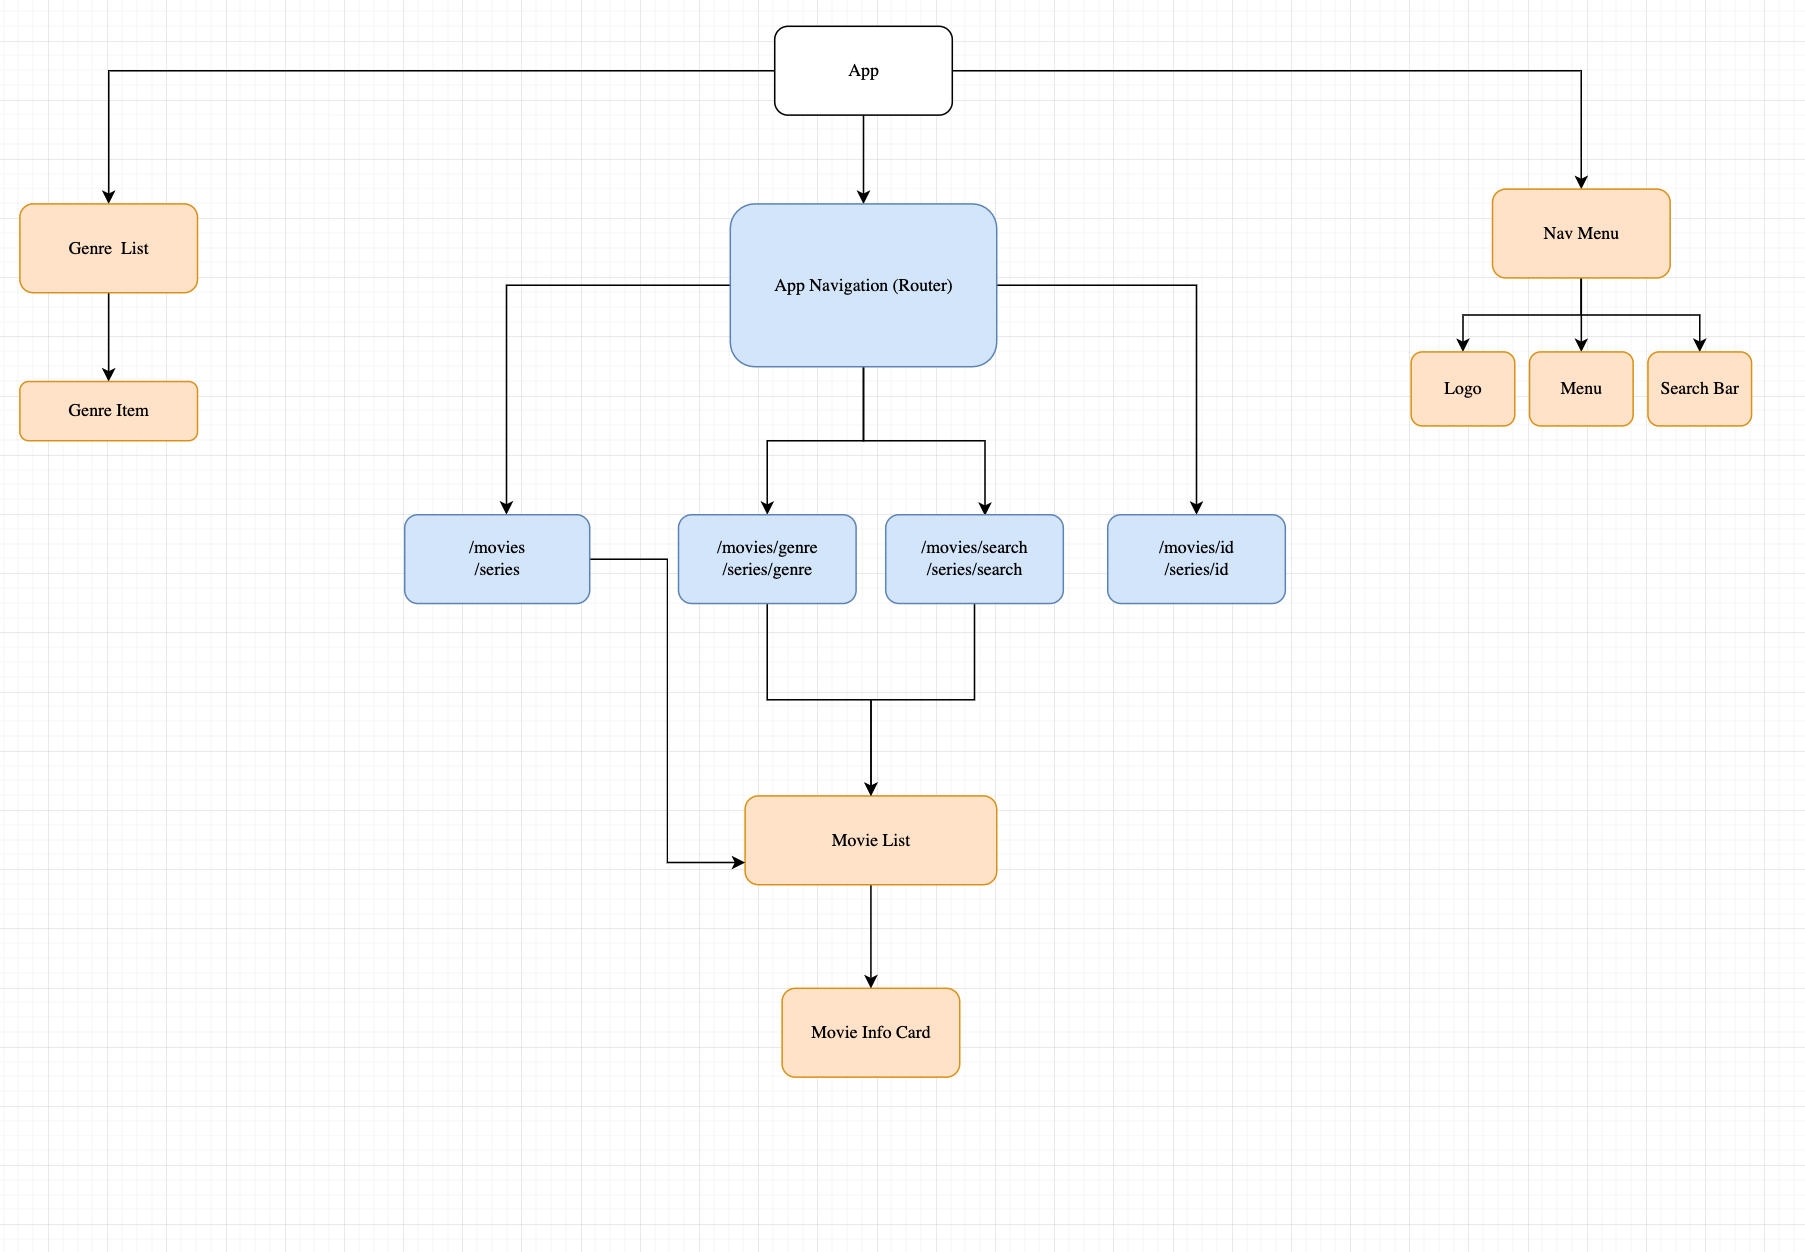 App
Genre  List
App Navigation (Router)
Nav Menu
Genre Item
Logo
Menu
Search Bar
/movies
/series
/movies/genre
/series/genre
/movies/search
/series/search
/movies/id
/series/id
Movie List
Movie Info Card